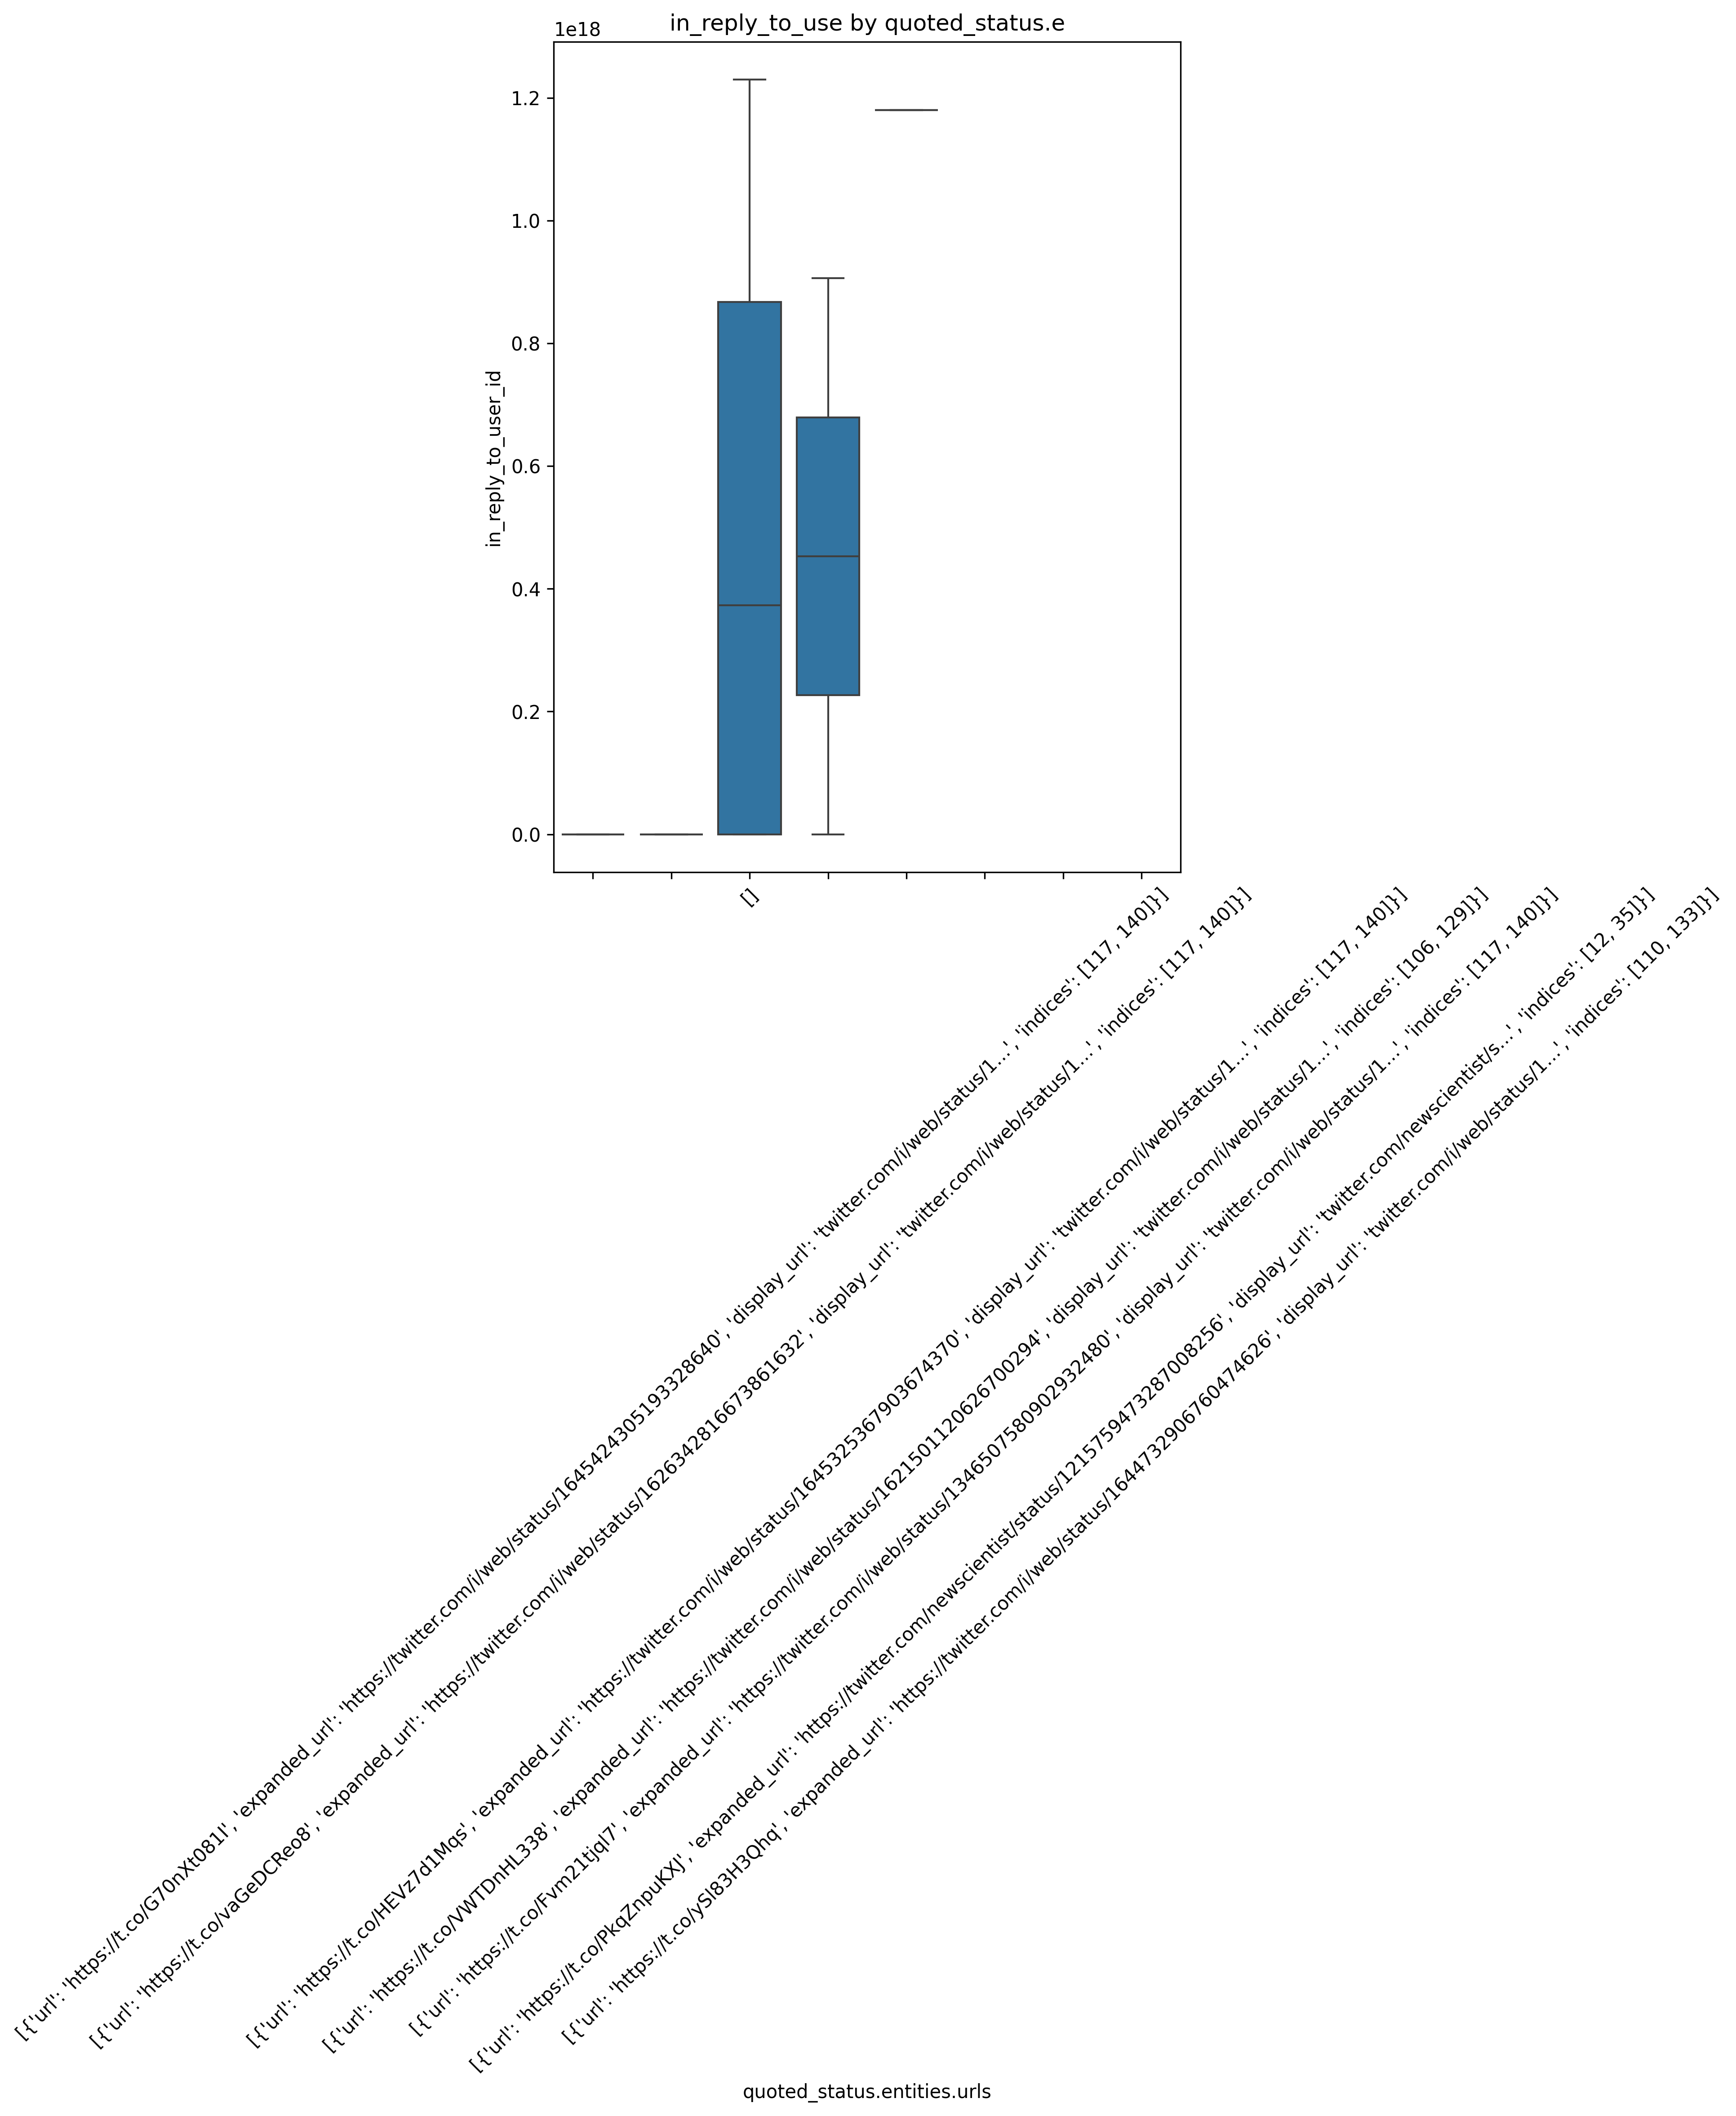 in_reply_to_use by quoted_status.e
1e18
1.2
1.0
0.8
0.6
0.4
0.2
0.0
in_reply_to_user_id
[{'url': 'https://t.co/G70nXt081I', 'expanded_url': 'https://twitter.com/i/web/status/1645424305193328640', 'display_url': 'twitter.com/i/web/status/1…', 'indices': [117, 140]}]
[{'url': 'https://t.co/vaGeDCReo8', 'expanded_url': 'https://twitter.com/i/web/status/1626342816673861632', 'display_url': 'twitter.com/i/web/status/1…', 'indices': [117, 140]}]
[]
[{'url': 'https://t.co/HEVz7d1Mqs', 'expanded_url': 'https://twitter.com/i/web/status/1645325367903674370', 'display_url': 'twitter.com/i/web/status/1…', 'indices': [117, 140]}]
[{'url': 'https://t.co/VWTDnHL338', 'expanded_url': 'https://twitter.com/i/web/status/1621501120626700294', 'display_url': 'twitter.com/i/web/status/1…', 'indices': [106, 129]}]
[{'url': 'https://t.co/Fvm21tjql7', 'expanded_url': 'https://twitter.com/i/web/status/1346507580902932480', 'display_url': 'twitter.com/i/web/status/1…', 'indices': [117, 140]}]
[{'url': 'https://t.co/PkqZnpuKXJ', 'expanded_url': 'https://twitter.com/newscientist/status/1215759473287008256', 'display_url': 'twitter.com/newscientist/s…', 'indices': [12, 35]}]
[{'url': 'https://t.co/ySl83H3Qhq', 'expanded_url': 'https://twitter.com/i/web/status/1644732906760474626', 'display_url': 'twitter.com/i/web/status/1…', 'indices': [110, 133]}]
quoted_status.entities.urls